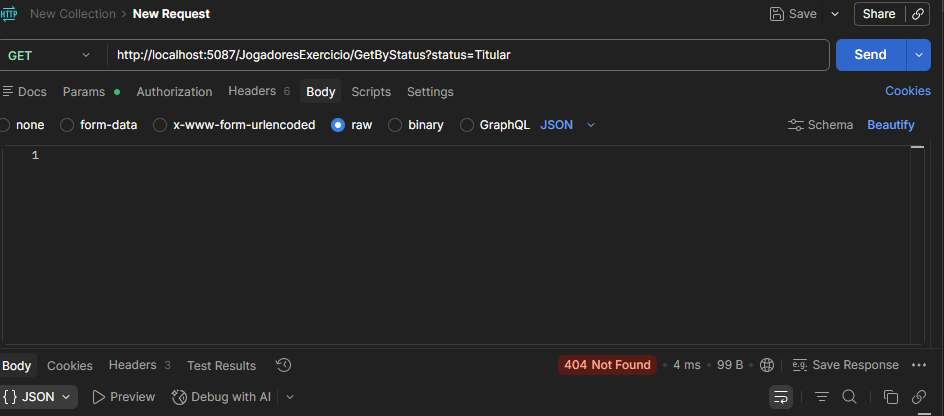 HTTP New Collection > New Request Save Share
GET http://localhost:5087/JogadoresExercicio/GetByStatus?status=Titular Send
Docs Params Authorization Headers 6 Body Scripts Settings Cookies
none form-data x-www-form-urlencoded raw binary GraphQL JSON Schema Beautify
1
Body Cookies Headers 3 Test Results 404 Not Found • 4 ms • 99 B e.g. Save Response
{} JSON Preview Debug with AI